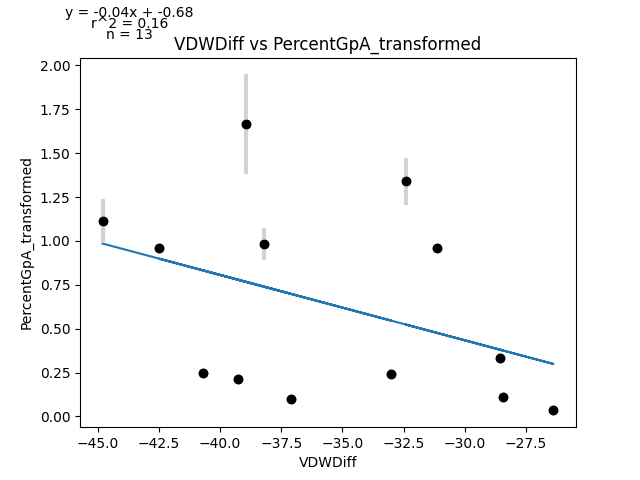 y = -0.04x + -0.68
r^2 = 0.16
n = 13
VDWDiff vs PercentGpA_transformed
2.00
1.75
1.50
1.25
1.00
0.75
0.50
0.25
0.00
PercentGpA_transformed
−45.0 −42.5 −40.0 −37.5 −35.0 −32.5 −30.0 −27.5
VDWDiff